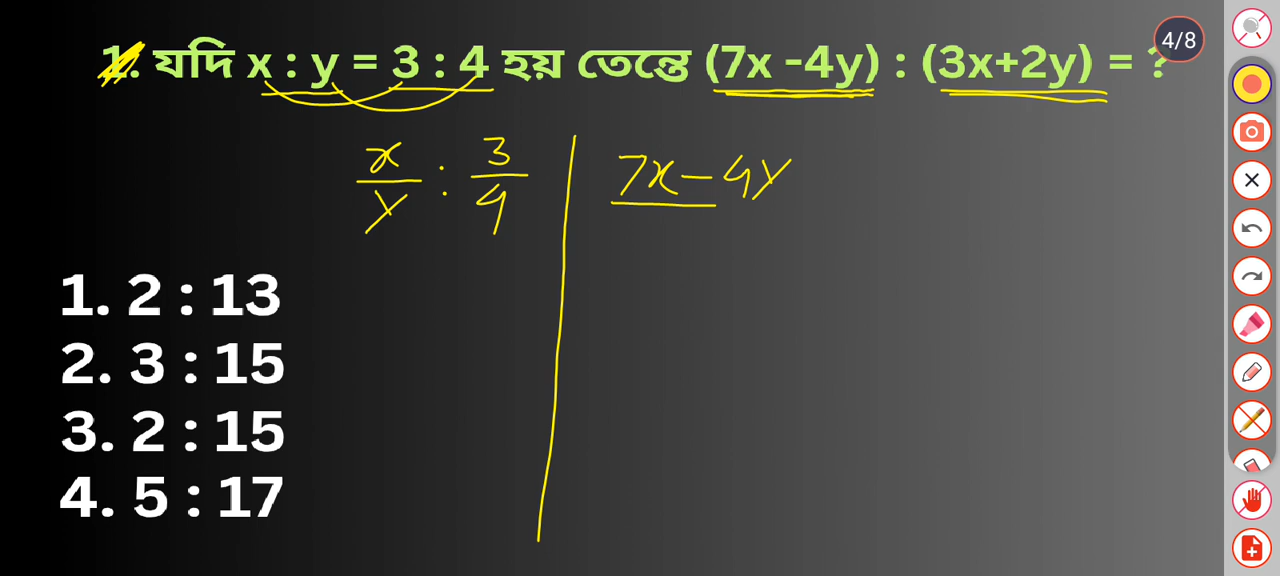 1. যদি x : y = 3 : 4 হয় তেন্তে (7x -4y) : (3x+2y) = ?
4/8
x/y : 3/4
7x - 4y
1. 2 : 13
2. 3 : 15
3. 2 : 15
4. 5 : 17